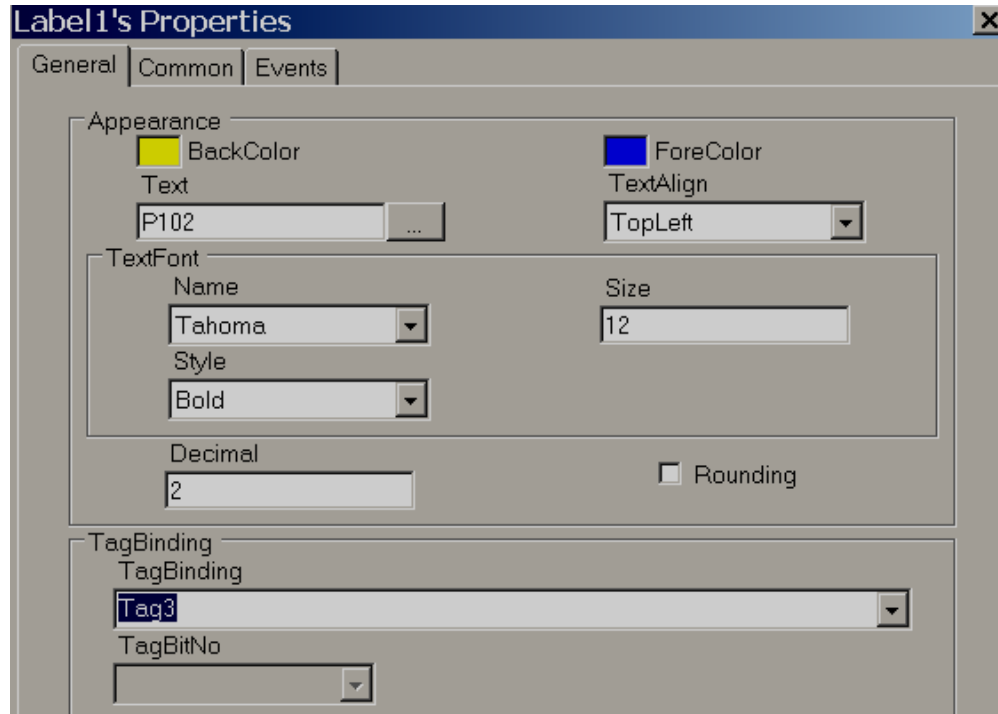 Label1's Properties
General Common Events
Appearance
BackColor ForeColor
Text TextAlign
P102 ... TopLeft
TextFont
Name Size
Tahoma 12
Style
Bold
Decimal
2 Rounding
TagBinding
TagBinding
Tag3
TagBitNo